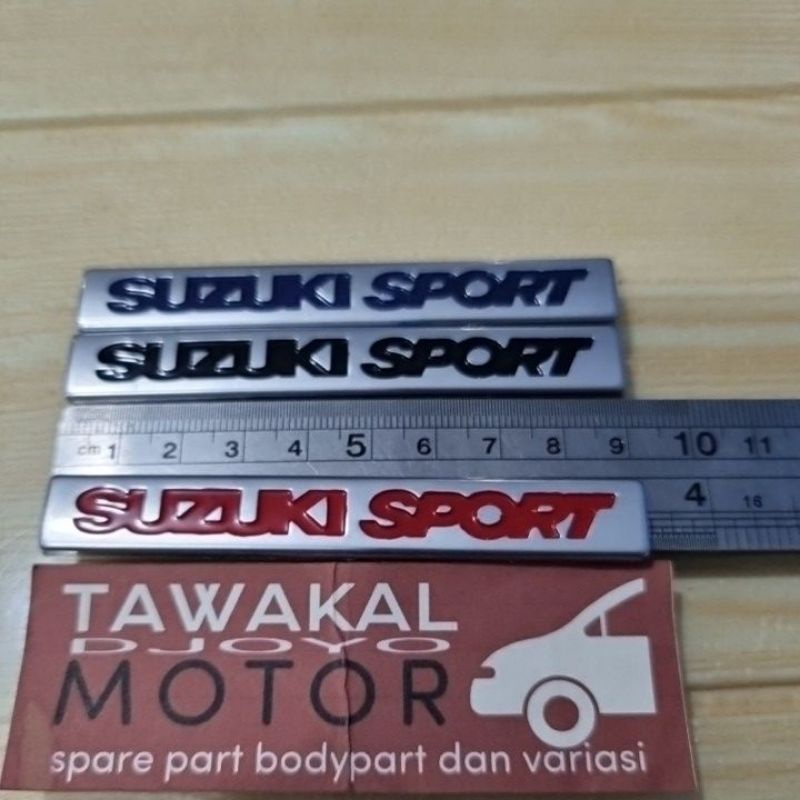 SUZUKI SPORT
SUZUKI SPORT
cm 1 2 3 4 5 6 7 8 9 10 11
SUZUKI SPORT
4 16
TAWAKAL
DJOYO
MOTOR
spare part bodypart dan variasi